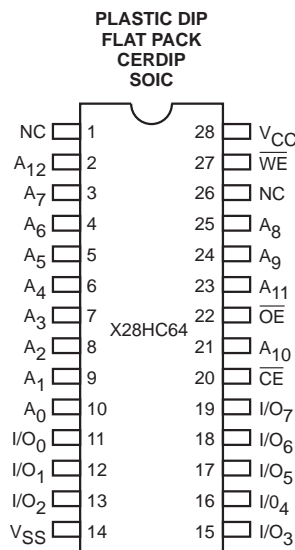 PLASTIC DIP
FLAT PACK
CERDIP
SOIC
NC 1 28 VCC
A12 2 27 WE
A7 3 26 NC
A6 4 25 A8
A5 5 24 A9
A4 6 23 A11
A3 7 22 OE
X28HC64
A2 8 21 A10
A1 9 20 CE
A0 10 19 I/O7
I/O0 11 18 I/O6
I/O1 12 17 I/O5
I/O2 13 16 I/04
VSS 14 15 I/O3